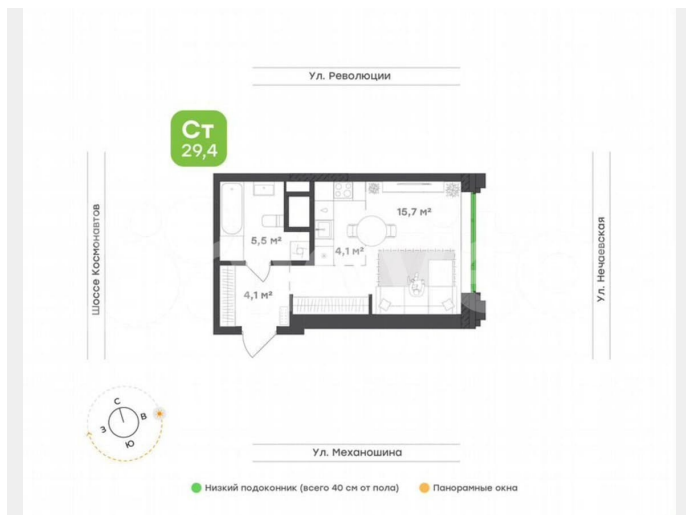 Ул. Революции
Ст
29,4
15,7 м²
5,5 м²
4,1 м²
4,1 м²
Шоссе Космонавтов
Ул. Нечаевская
С
В
З
Ю
Ул. Механошина
Низкий подоконник (всего 40 см от пола)
Панорамные окна